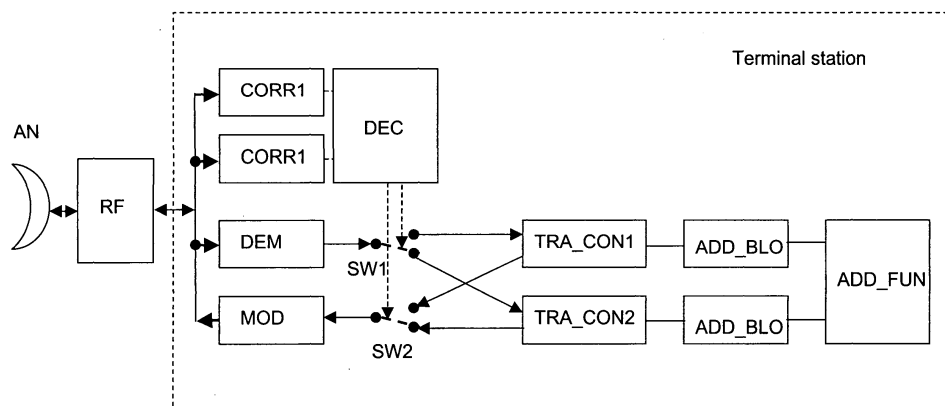 Terminal station
CORR1
DEC
AN
CORR1
RF
DEM
SW1
TRA_CON1
ADD_BLO
ADD_FUN
MOD
SW2
TRA_CON2
ADD_BLO